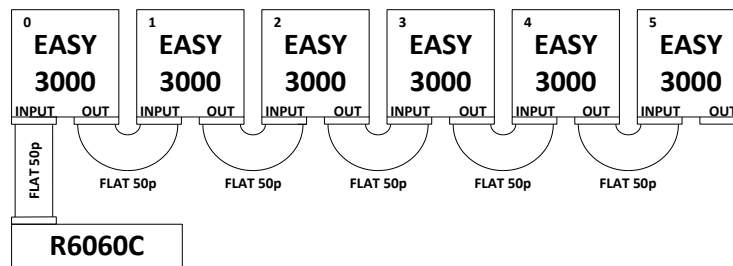 0 1 2 3 4 5
EASY EASY EASY EASY EASY EASY
3000 3000 3000 3000 3000 3000
INPUT OUT INPUT OUT INPUT OUT INPUT OUT INPUT OUT INPUT OUT
FLAT 50p
FLAT 50p FLAT 50p FLAT 50p FLAT 50p FLAT 50p
R6060C